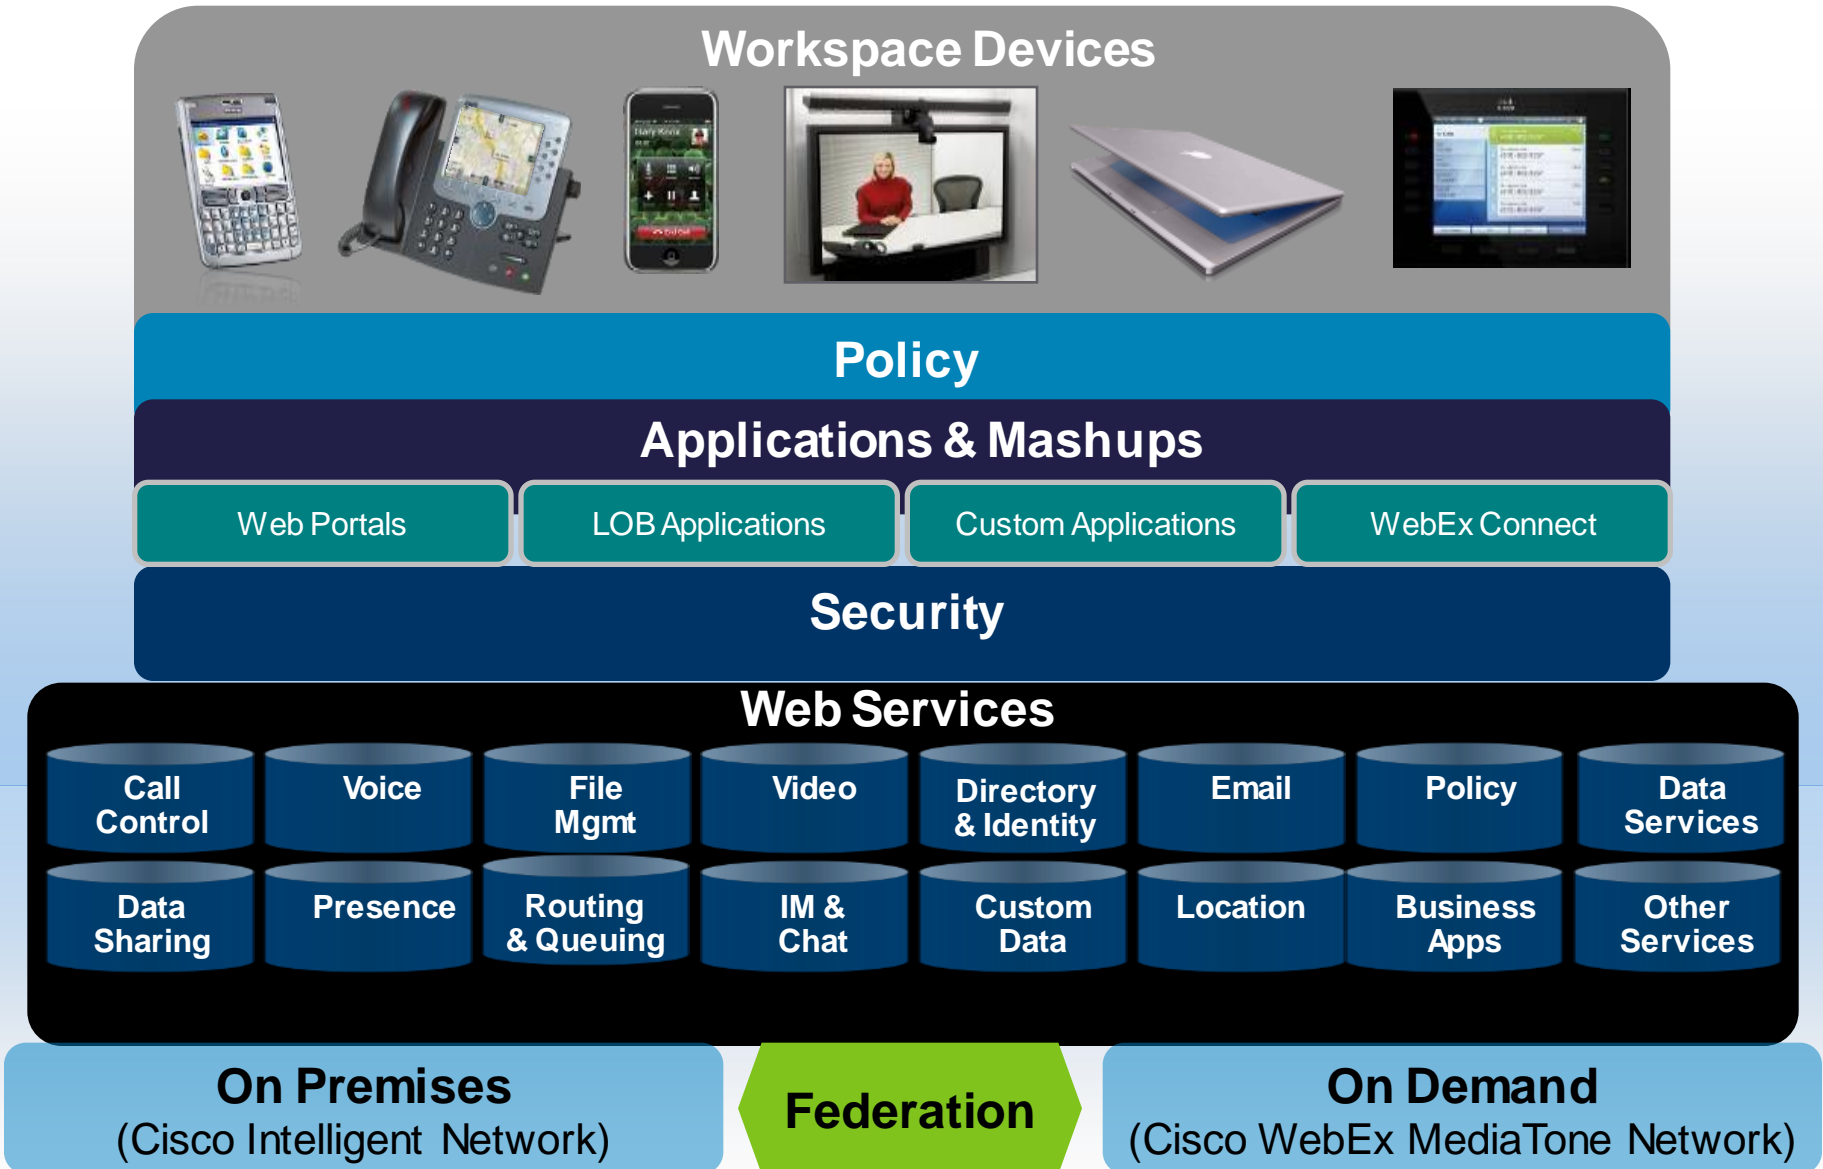 Workspace Devices
End Call
Policy
Applications & Mashups
Web Portals
LOB Applications
Custom Applications
WebEx Connect
Security
Web Services
Call
Control
Voice
File
Mgmt
Video
Directory
& Identity
Email
Policy
Data
Services
Data
Sharing
Presence
Routing
& Queuing
IM &
Chat
Custom
Data
Location
Business
Apps
Other
Services
On Premises
(Cisco Intelligent Network)
Federation
On Demand
(Cisco WebEx MediaTone Network)